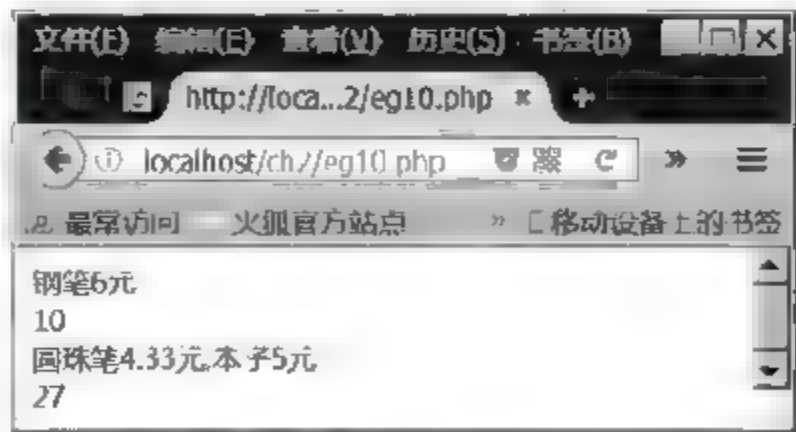 文件(F) 编辑(E) 查看(V) 历史(S) 书签(B)
http://loca...2/eg10.php
localhost/ch2/eg10.php
最常访问 火狐官方站点 » 移动设备上的书签
钢笔6元
10
圆珠笔4.33元,本子5元
27